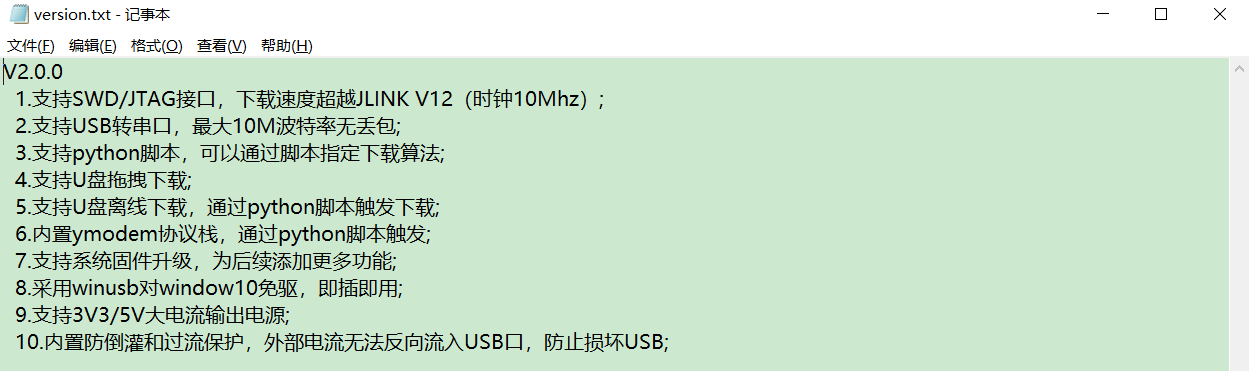 version.txt - 记事本
文件(F) 编辑(E) 格式(O) 查看(V) 帮助(H)
V2.0.0
1.支持SWD/JTAG接口，下载速度超越JLINK V12（时钟10Mhz）;
2.支持USB转串口，最大10M波特率无丢包;
3.支持python脚本，可以通过脚本指定下载算法;
4.支持U盘拖拽下载;
5.支持U盘离线下载，通过python脚本触发下载;
6.内置ymodem协议栈，通过python脚本触发;
7.支持系统固件升级，为后续添加更多功能;
8.采用winusb对window10免驱，即插即用;
9.支持3V3/5V大电流输出电源;
10.内置防倒灌和过流保护，外部电流无法反向流入USB口，防止损坏USB;